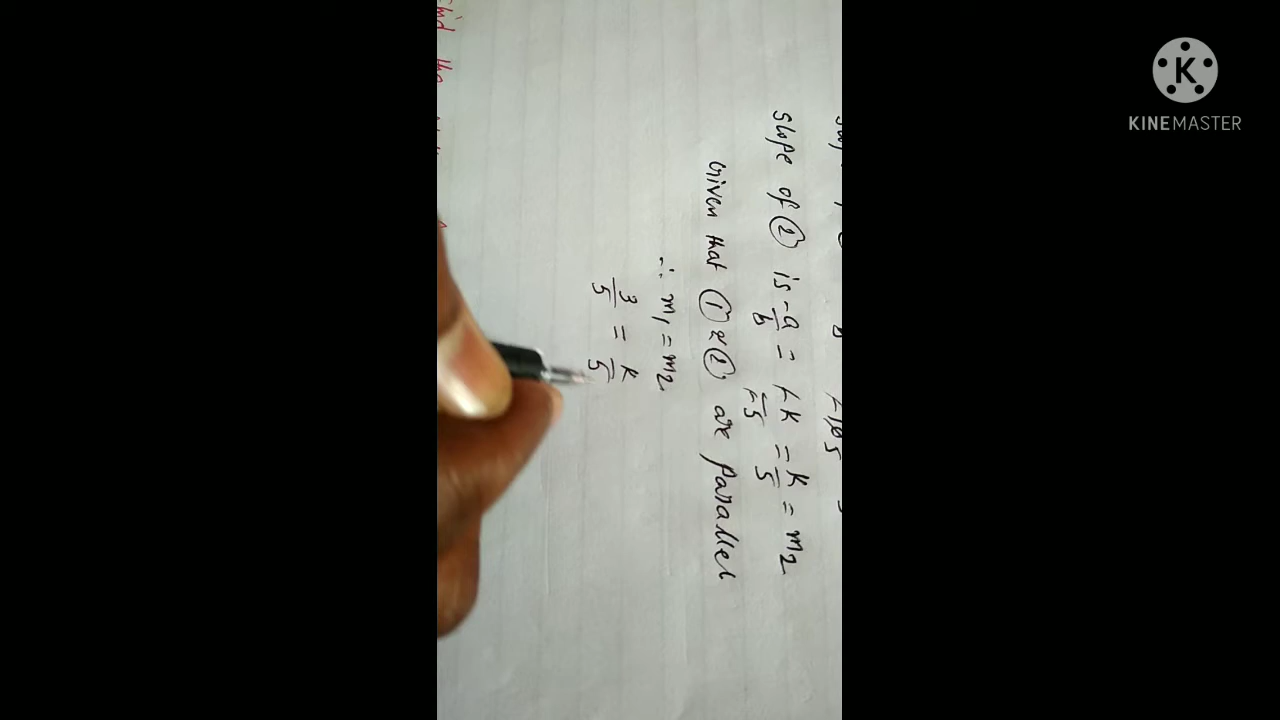 slope of ② is -a/b = -k/-5 = k/5 = m2
Given that ① & ② are parallel
∴ m1 = m2
3/5 = k/5
KINEMASTER